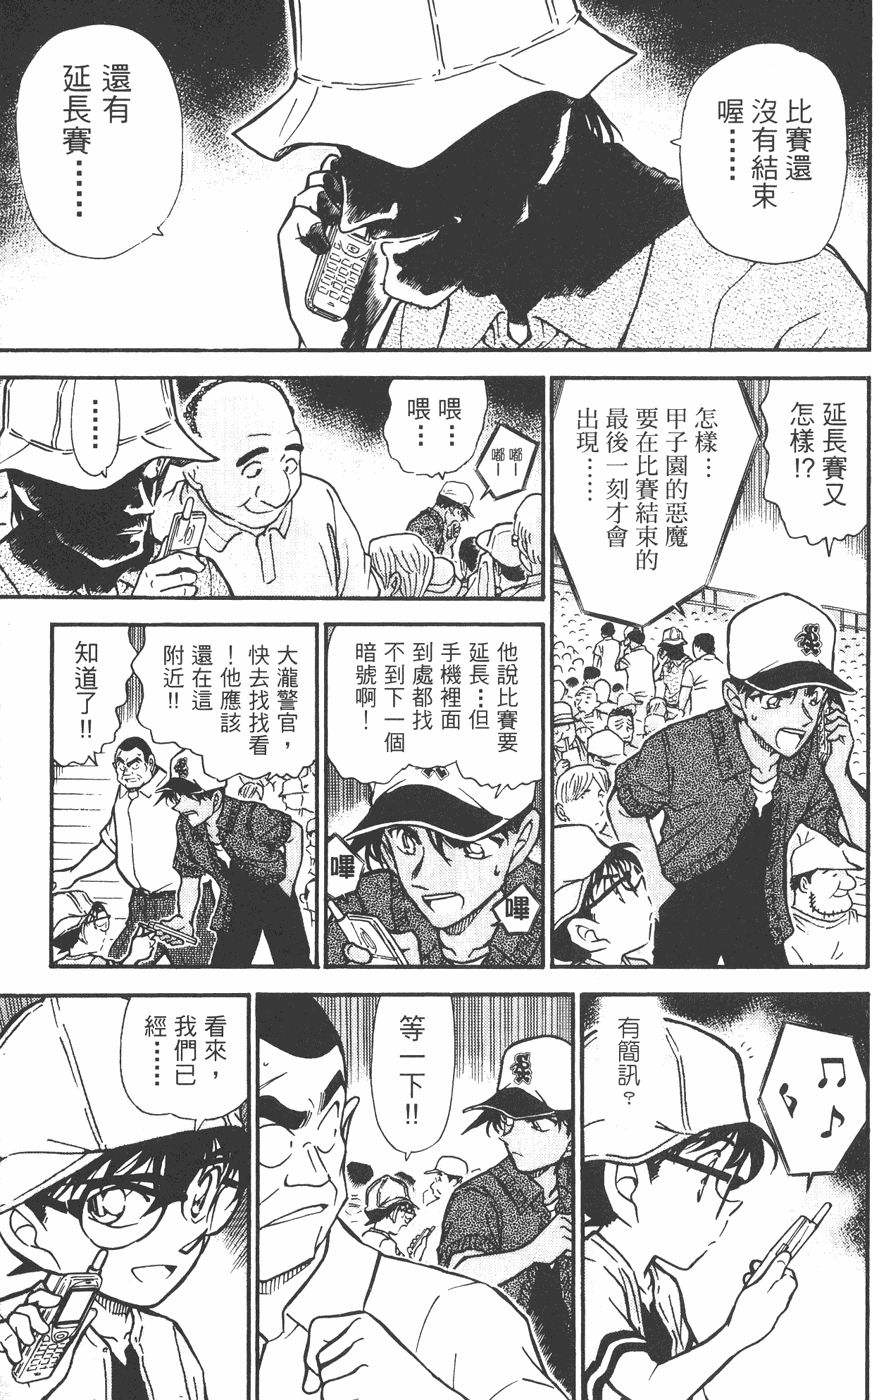 比賽還
沒有結束
喔……
還有
延長賽……
延長賽又
怎樣!?
怎樣…
甲子園的惡魔
要在比賽結束的
最後一刻才會
出現……
嘟—
嘟—
喂…
喂…
……
他說比賽要
延長…但
手機裡面
到處都找
不到下一個
暗號啊!
嗶
嗶
大瀧警官,
快去找找看
!他應該
還在這
附近!!
知道了!!
有簡訊?
等一下!!
看來,
我們已
經……